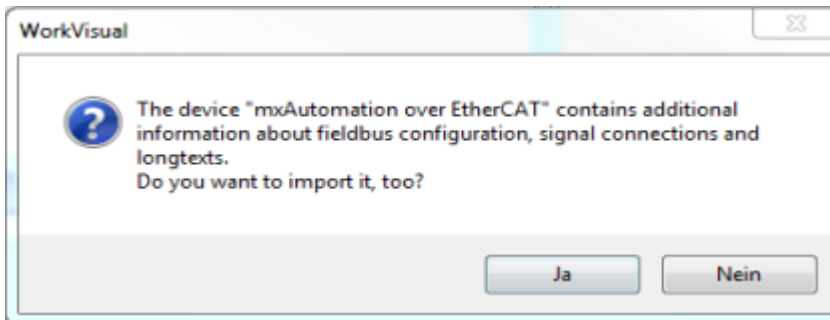 WorkVisual
The device "mxAutomation over EtherCAT" contains additional
information about fieldbus configuration, signal connections and
longtexts.
Do you want to import it, too?
Ja
Nein